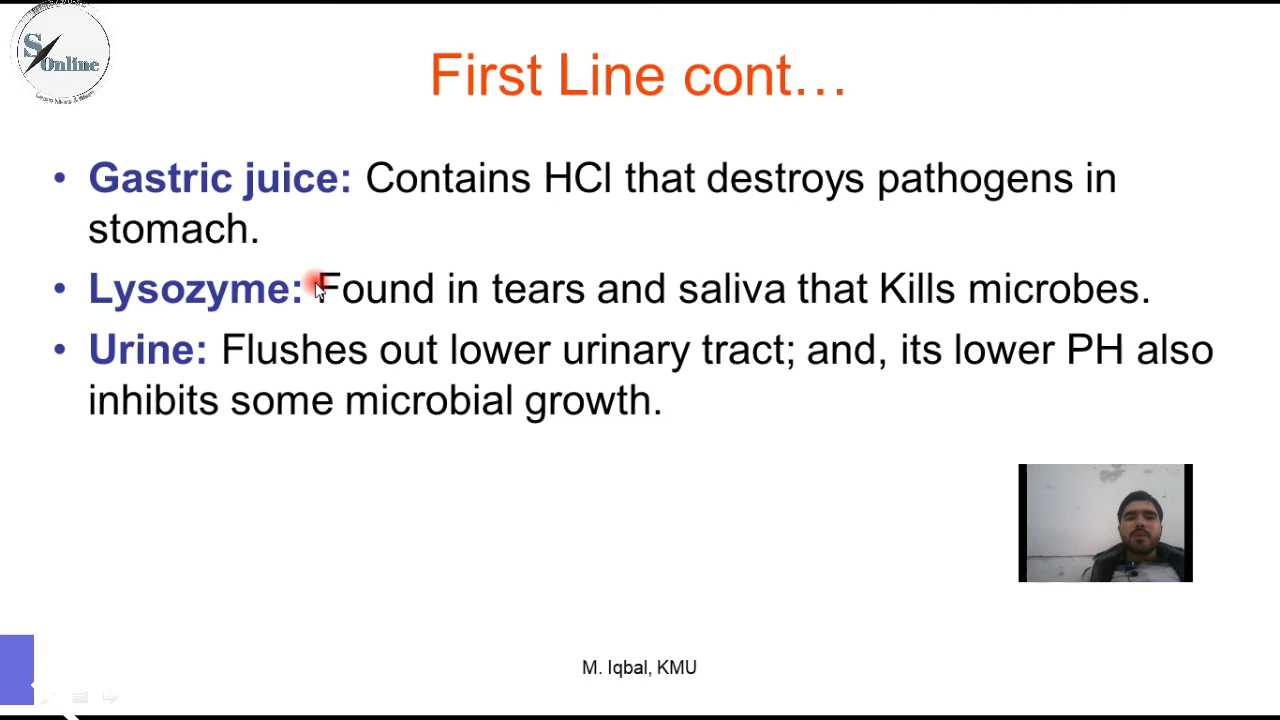 S
Online
First Line cont…
• Gastric juice: Contains HCl that destroys pathogens in
stomach.
• Lysozyme: Found in tears and saliva that Kills microbes.
• Urine: Flushes out lower urinary tract; and, its lower PH also
inhibits some microbial growth.
M. Iqbal, KMU